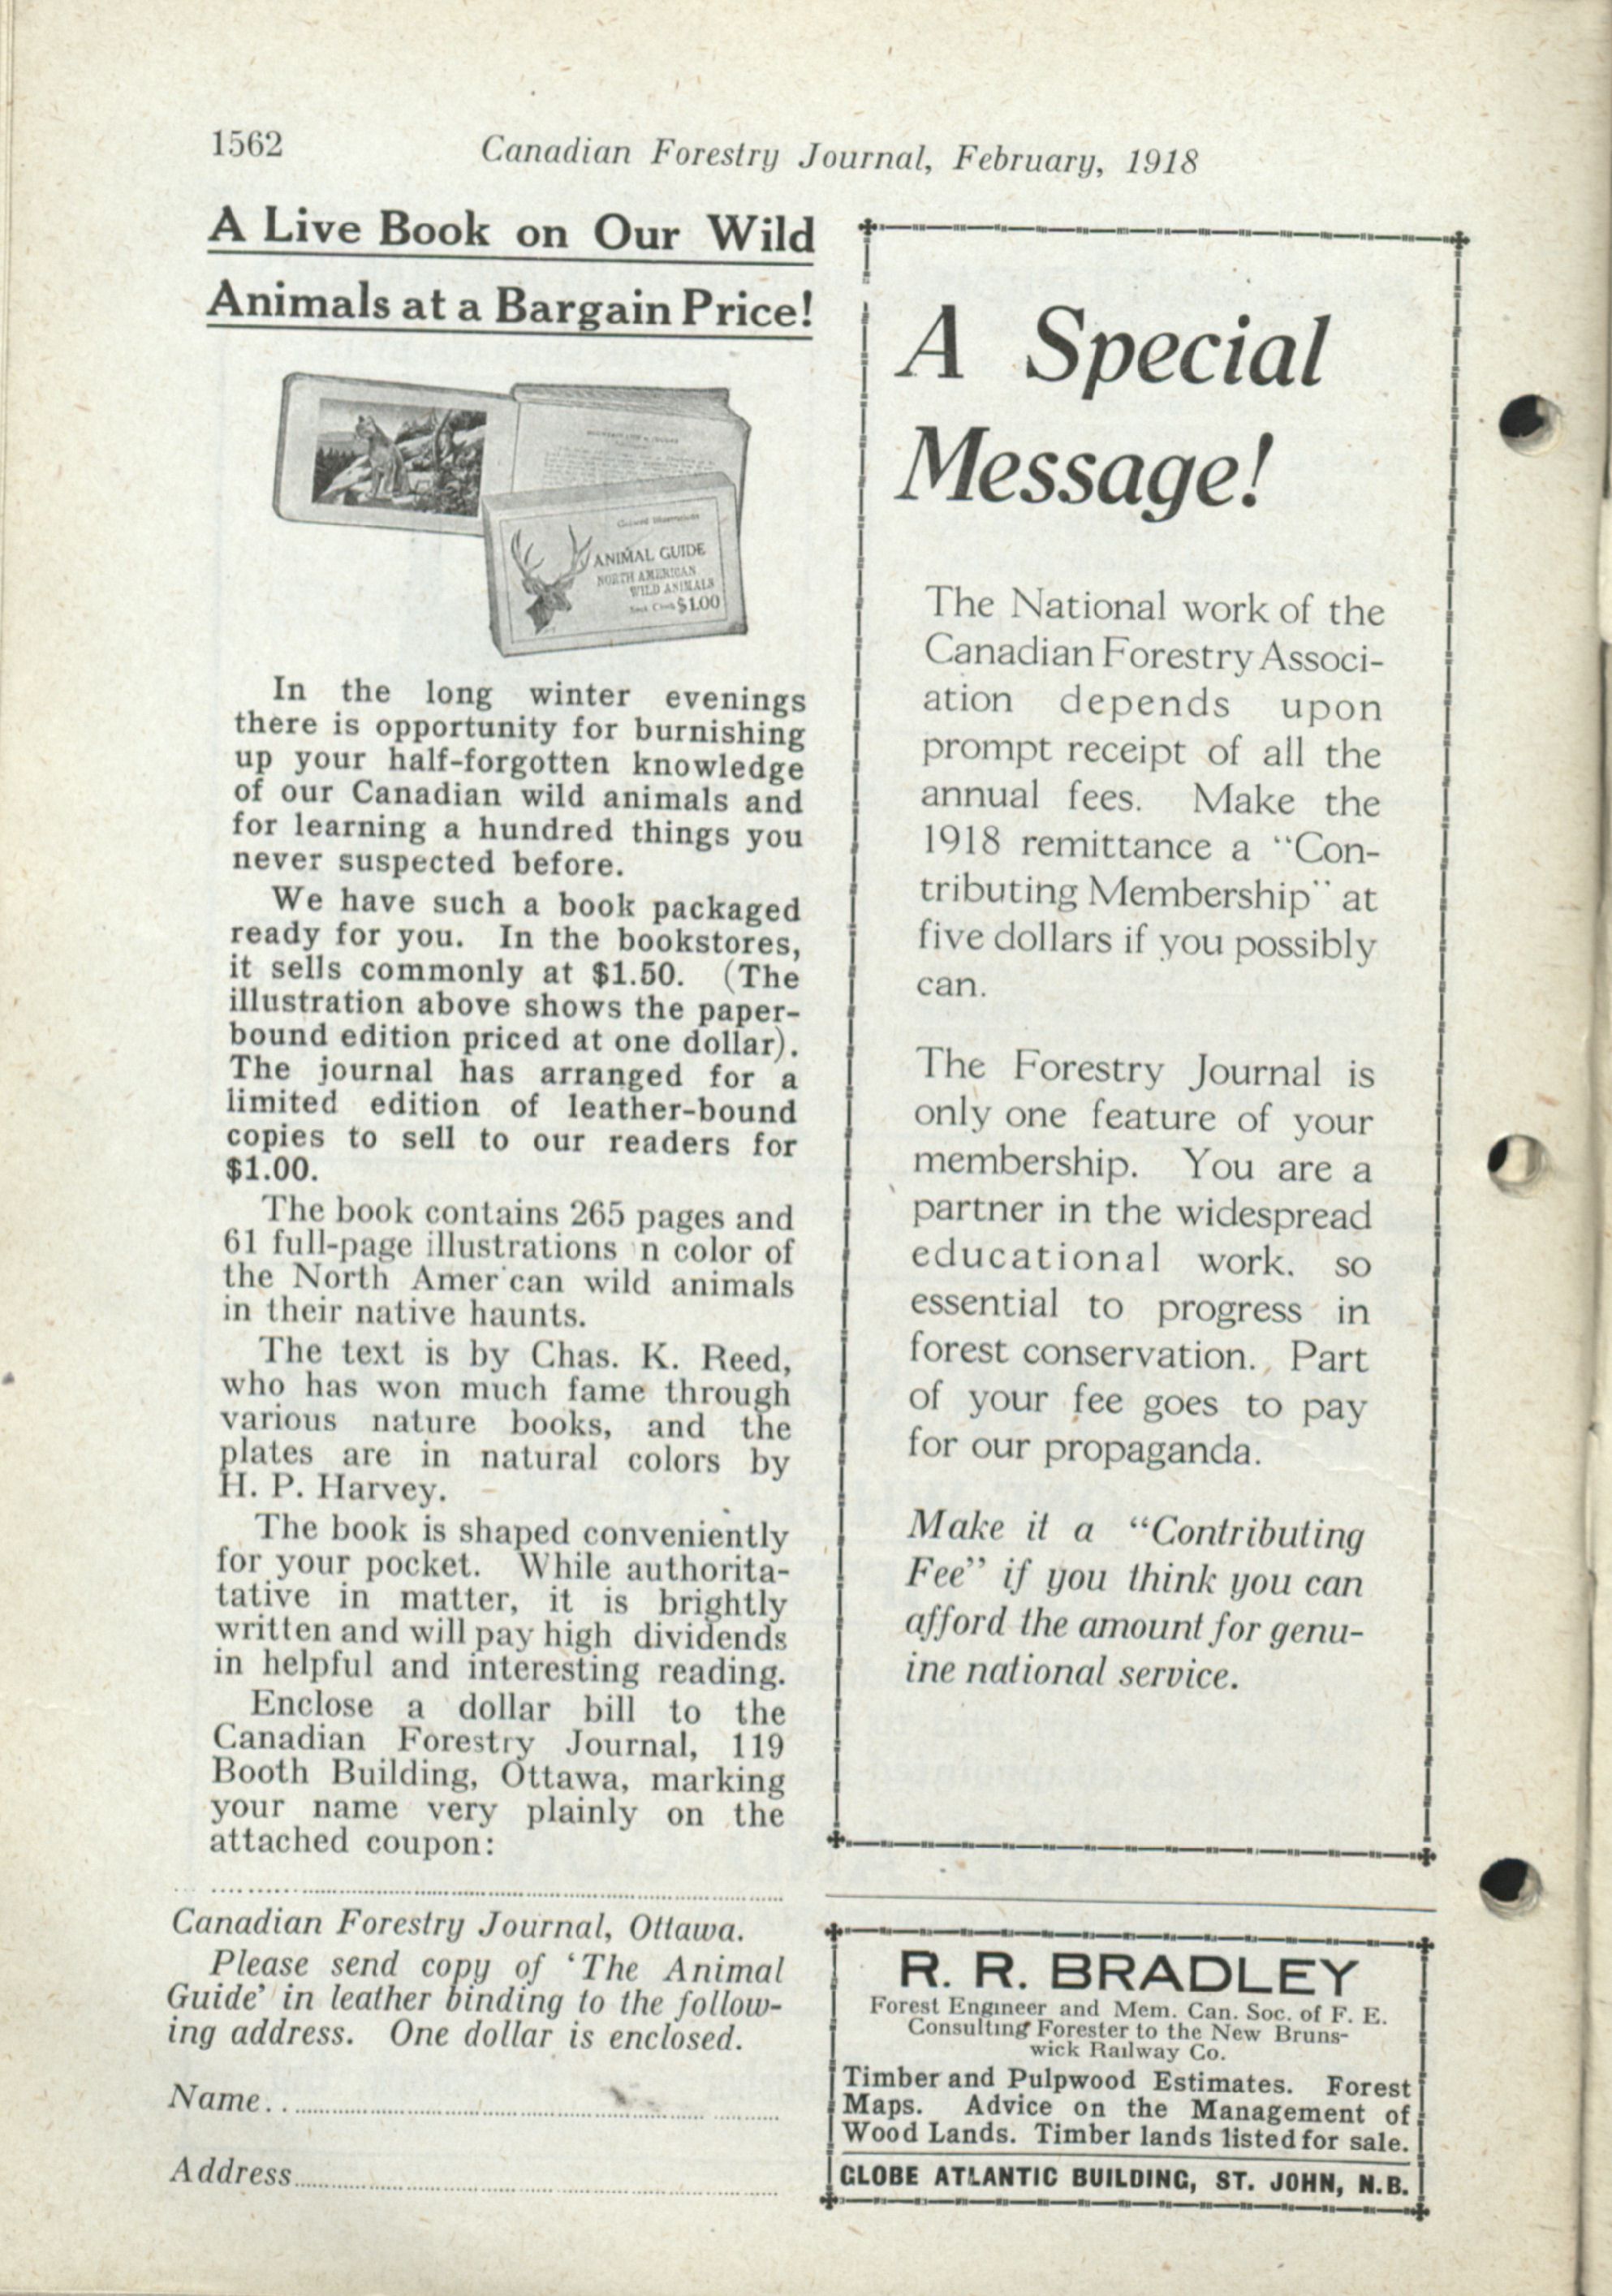 1562
Canadian Forestry Journal, February, 1918
A Live Book on Our Wild
Animals at a Bargain Price!
ANIMAL GUIDE
NORTH AMERICAN
WILD ANIMALS
$1.00
In the long winter evenings
there is opportunity for burnishing
up your half-forgotten knowledge
of our Canadian wild animals and
for learning a hundred things you
never suspected before.
We have such a book packaged
ready for you. In the bookstores,
it sells commonly at $1.50. (The
illustration above shows the paper-
bound edition priced at one dollar).
The journal has arranged for a
limited edition of leather-bound
copies to sell to our readers for
$1.00.
The book contains 265 pages and
61 full-page illustrations n color of
the North Amer can wild animals
in their native haunts.
The text is by Chas. K. Reed,
who has won much fame through
various nature books, and the
plates are in natural colors by
H. P. Harvey.
The book is shaped conveniently
for your pocket. While authorita-
tative in matter, it is brightly
written and will pay high dividends
in helpful and interesting reading.
Enclose a dollar bill to the
Canadian Forestry Journal, 119
Booth Building, Ottawa, marking
your name very plainly on the
attached coupon:
Canadian Forestry Journal, Ottawa.
Please send copy of 'The Animal
Guide' in leather binding to the follow-
ing address. One dollar is enclosed.
Name
Address
A Special
Message!
The National work of the
Canadian Forestry Associ-
ation depends upon
prompt receipt of all the
annual fees. Make the
1918 remittance a "Con-
tributing Membership" at
five dollars if you possibly
can.
The Forestry Journal is
only one feature of your
membership. You are a
partner in the widespread
educational work. so
essential to progress in
forest conservation. Part
of your fee goes to pay
for our propaganda.
Make it a "Contributing
Fee" if you think you can
afford the amount for genu-
ine national service.
R. R. BRADLEY
Forest Engineer and Mem. Can. Soc. of F. E.
Consulting Forester to the New Bruns-
wick Railway Co.
Timber and Pulpwood Estimates. Forest
Maps. Advice on the Management of
Wood Lands. Timber lands listed for sale.
GLOBE ATLANTIC BUILDING, ST. JOHN, N.B.